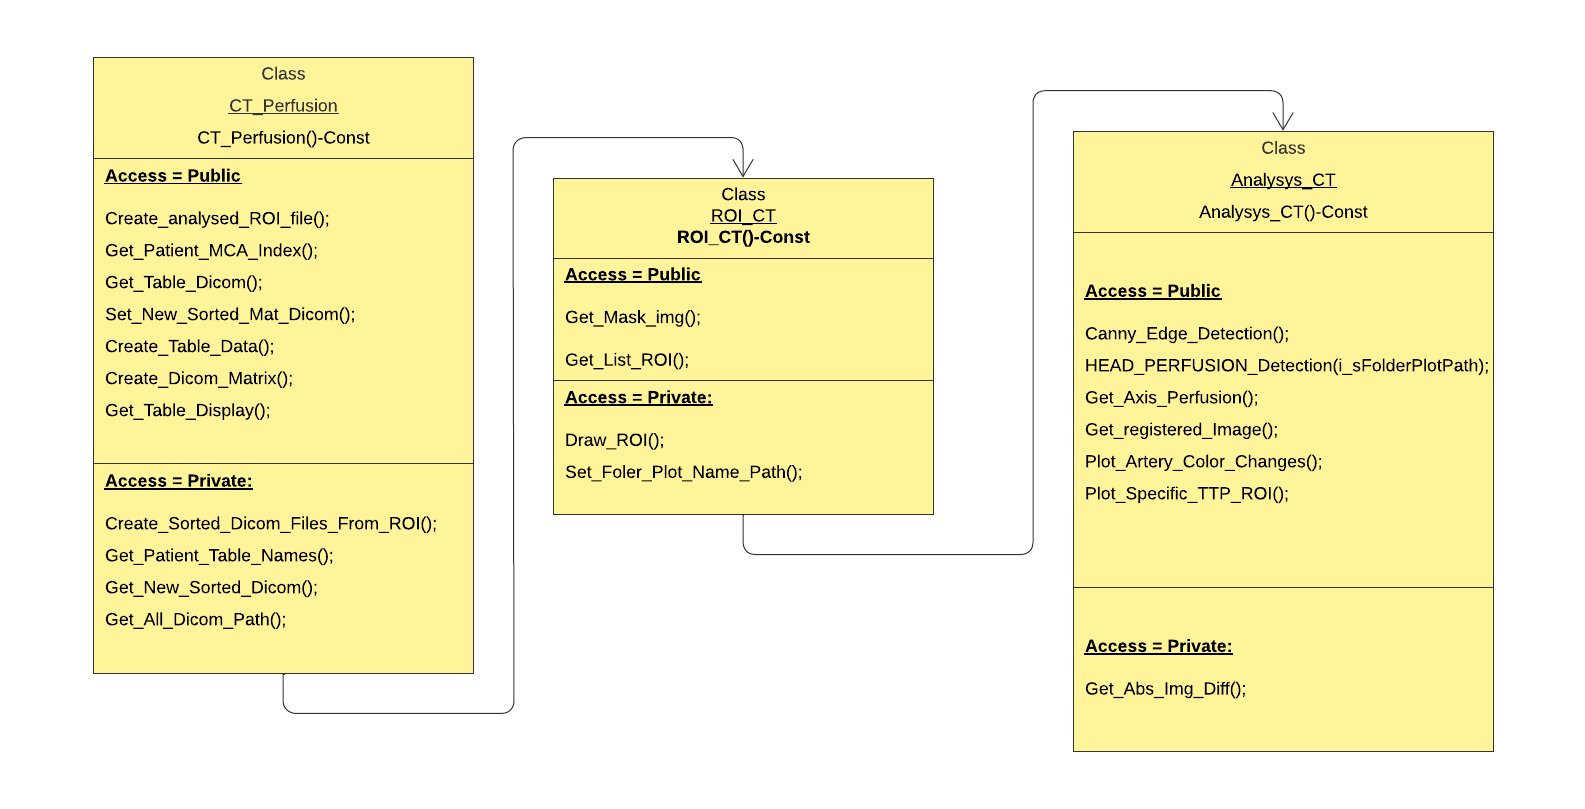 Class
CT_Perfusion
CT_Perfusion()-Const
Access = Public
Create_analysed_ROI_file();
Get_Patient_MCA_Index();
Get_Table_Dicom();
Set_New_Sorted_Mat_Dicom();
Create_Table_Data();
Create_Dicom_Matrix();
Get_Table_Display();
Access = Private:
Create_Sorted_Dicom_Files_From_ROI();
Get_Patient_Table_Names();
Get_New_Sorted_Dicom();
Get_All_Dicom_Path();
Class
ROI_CT
ROI_CT()-Const
Access = Public
Get_Mask_img();
Get_List_ROI();
Access = Private:
Draw_ROI();
Set_Foler_Plot_Name_Path();
Class
Analysys_CT
Analysys_CT()-Const
Access = Public
Canny_Edge_Detection();
HEAD_PERFUSION_Detection(i_sFolderPlotPath);
Get_Axis_Perfusion();
Get_registered_Image();
Plot_Artery_Color_Changes();
Plot_Specific_TTP_ROI();
Access = Private:
Get_Abs_Img_Diff();